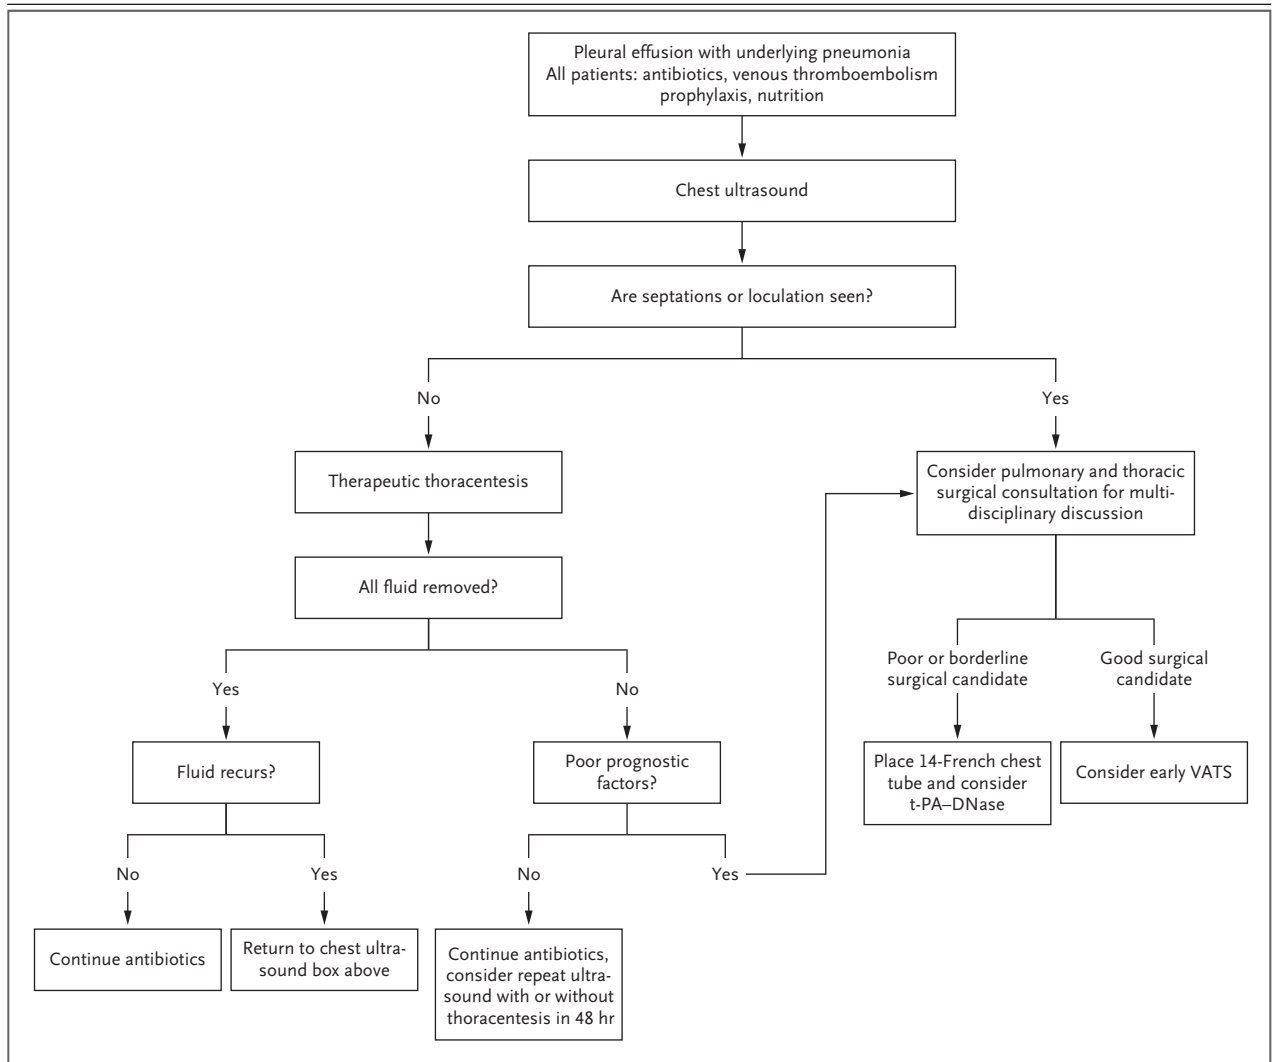 Pleural effusion with underlying pneumonia
All patients: antibiotics, venous thromboembolism
prophylaxis, nutrition
Chest ultrasound
Are septations or loculation seen?
No
Yes
Therapeutic thoracentesis
Consider pulmonary and thoracic
surgical consultation for multi-
disciplinary discussion
All fluid removed?
Yes
No
Poor or borderline
surgical candidate
Good surgical
candidate
Fluid recurs?
Poor prognostic
factors?
Place 14-French chest
tube and consider
t-PA–DNase
Consider early VATS
No
Yes
No
Yes
Continue antibiotics
Return to chest ultra-
sound box above
Continue antibiotics,
consider repeat ultra-
sound with or without
thoracentesis in 48 hr